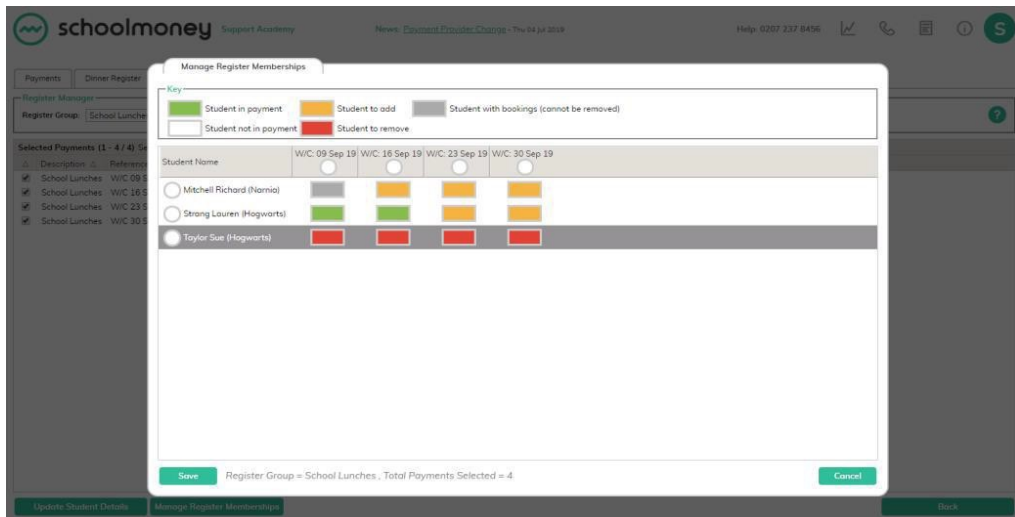 schoolmoney Support Academy News: Payment Provider Change - Thu 04 Jul 2019 Help: 0207 237 8456 S
Payments Dinner Register
Manage Register Memberships
Register Manager
Register Group: School Lunche
?
Key
Student in payment Student to add Student with bookings (cannot be removed)
Student not in payment Student to remove
Selected Payments (1 - 4 / 4) Se
Description Reference
School Lunches W/C 09 S
School Lunches W/C 16 S
School Lunches W/C 23 S
School Lunches W/C 30 S
Student Name W/C: 09 Sep 19 W/C: 16 Sep 19 W/C: 23 Sep 19 W/C: 30 Sep 19
Mitchell Richard (Narnia)
Strong Lauren (Hogwarts)
Taylor Sue (Hogwarts)
Save Register Group = School Lunches , Total Payments Selected = 4 Cancel
Update Student Details Manage Register Memberships Back